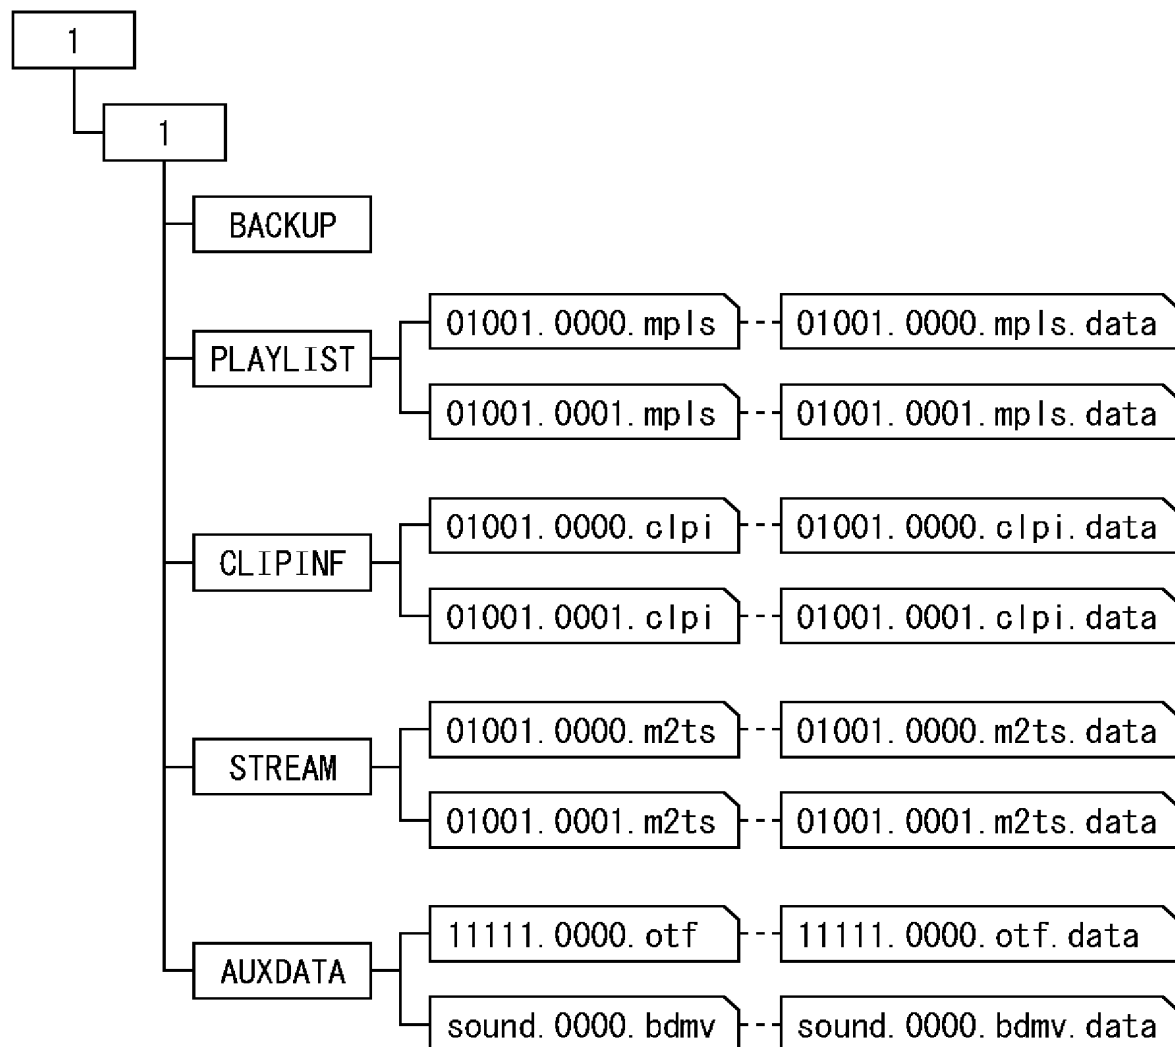 1
1
BACKUP
PLAYLIST
01001.0000.mpls
01001.0000.mpls.data
01001.0001.mpls
01001.0001.mpls.data
CLIPINF
01001.0000.clpi
01001.0000.clpi.data
01001.0001.clpi
01001.0001.clpi.data
STREAM
01001.0000.m2ts
01001.0000.m2ts.data
01001.0001.m2ts
01001.0001.m2ts.data
AUXDATA
11111.0000.otf
11111.0000.otf.data
sound.0000.bdmv
sound.0000.bdmv.data